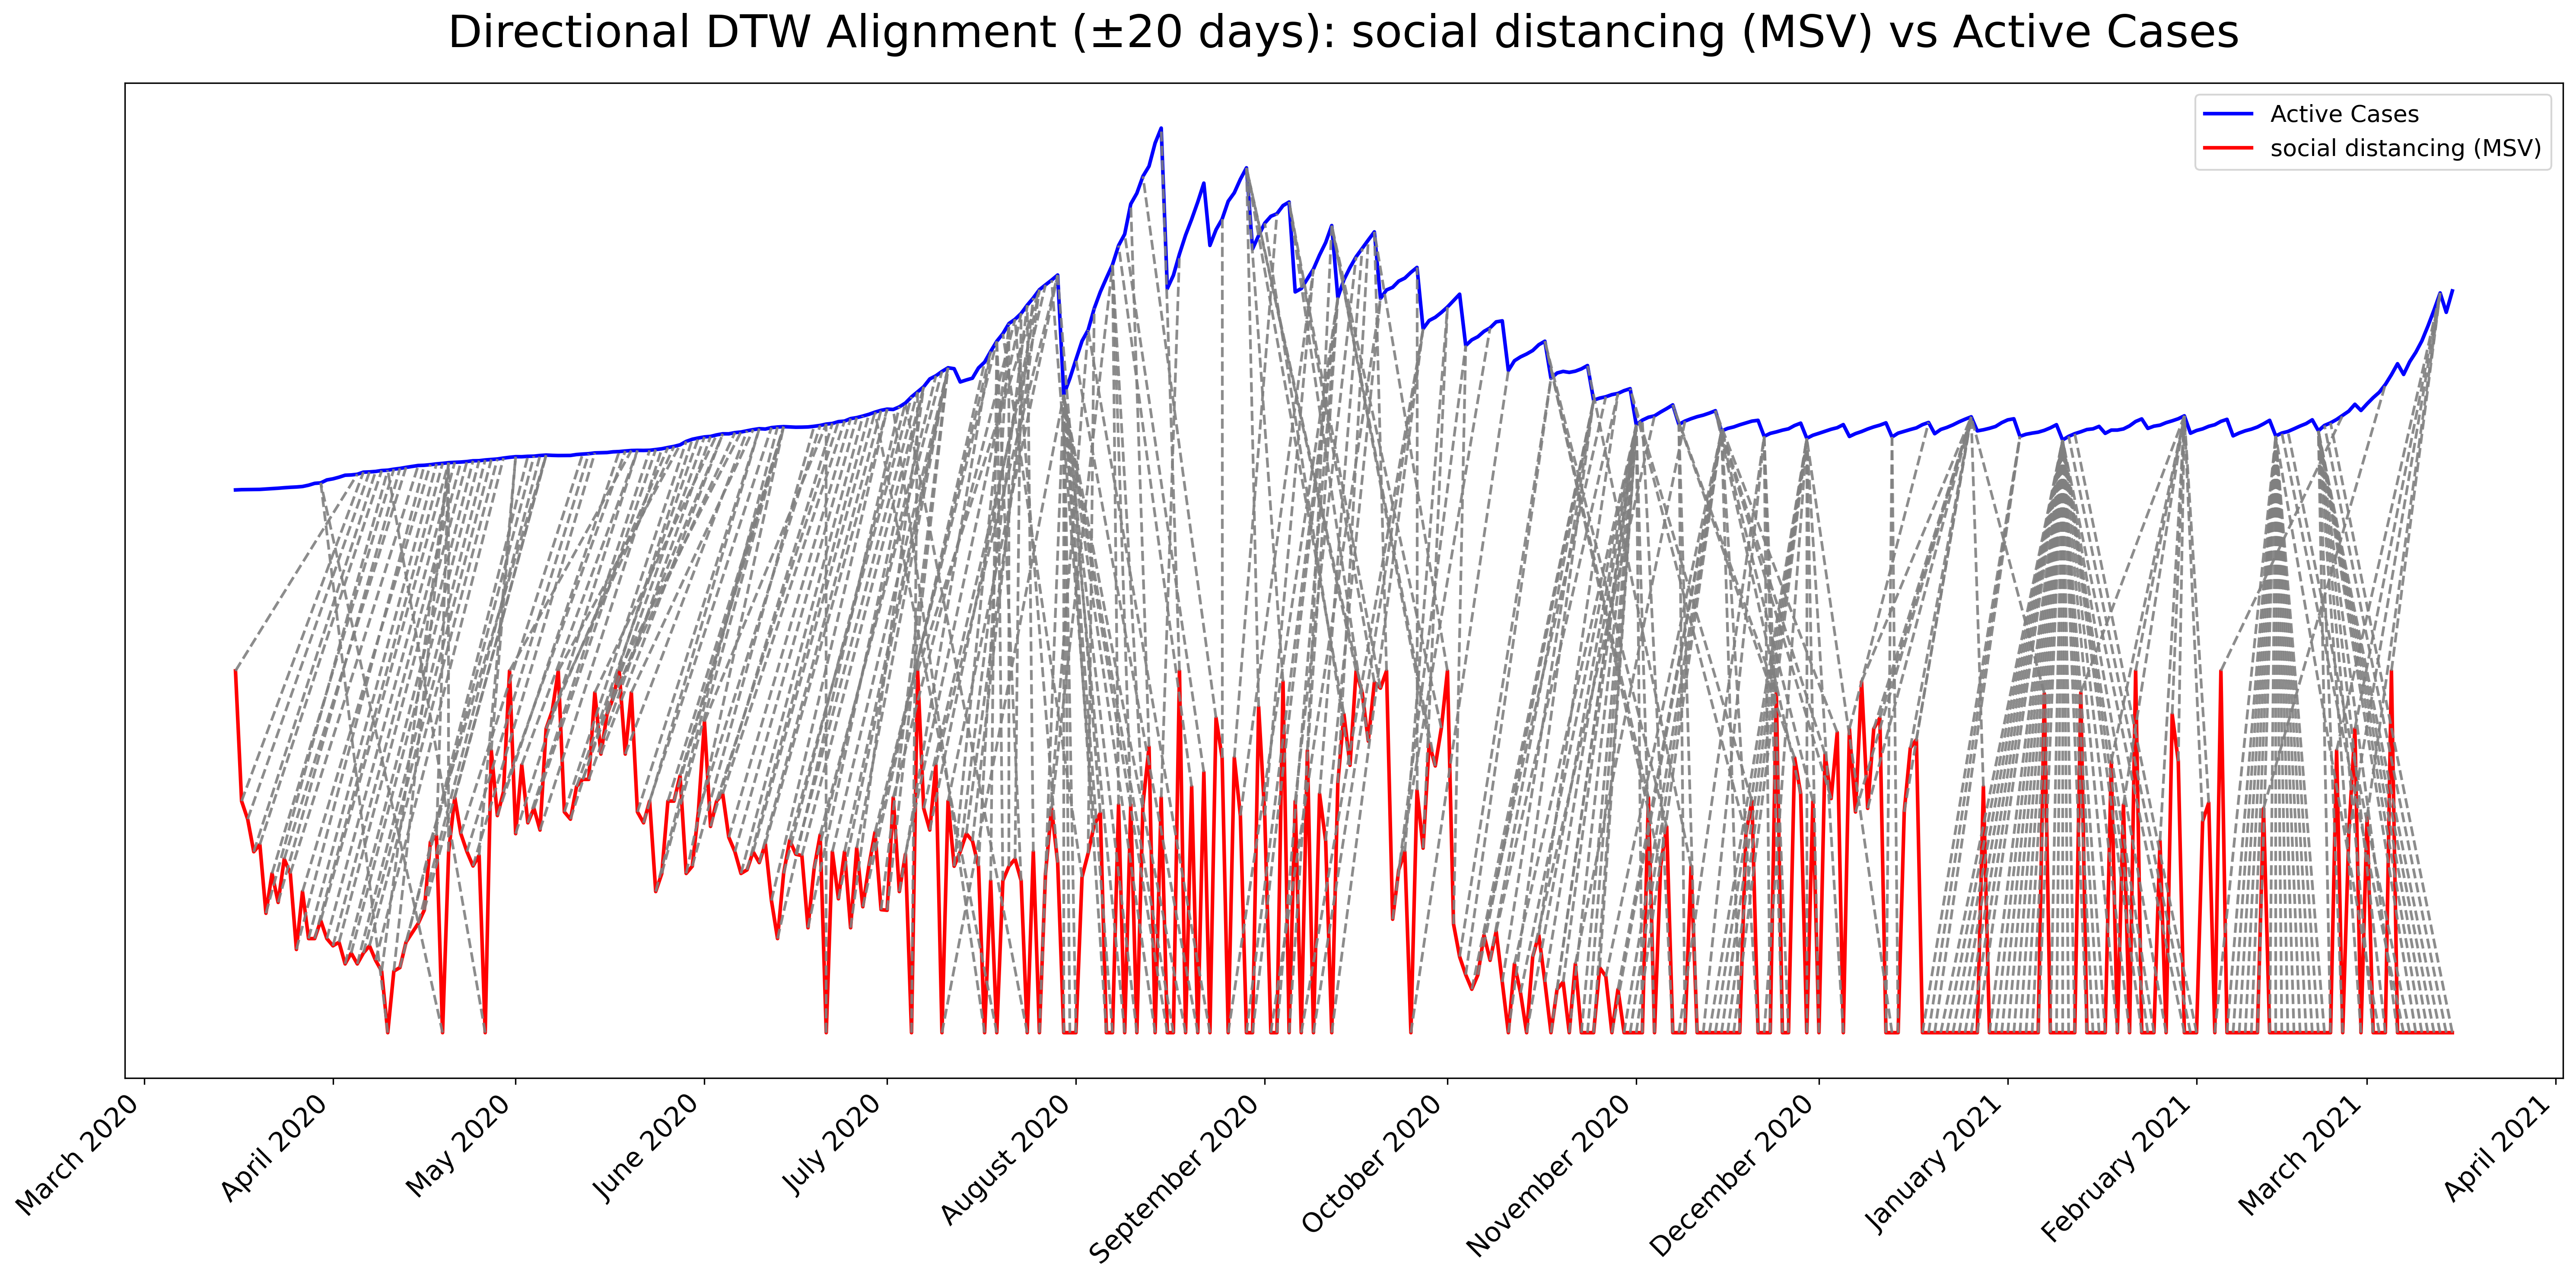 Directional DTW Alignment (±20 days): social distancing (MSV) vs Active Cases
Active Cases
social distancing (MSV)
March 2020
April 2020
May 2020
June 2020
July 2020
August 2020
September 2020
October 2020
November 2020
December 2020
January 2021
February 2021
March 2021
April 2021